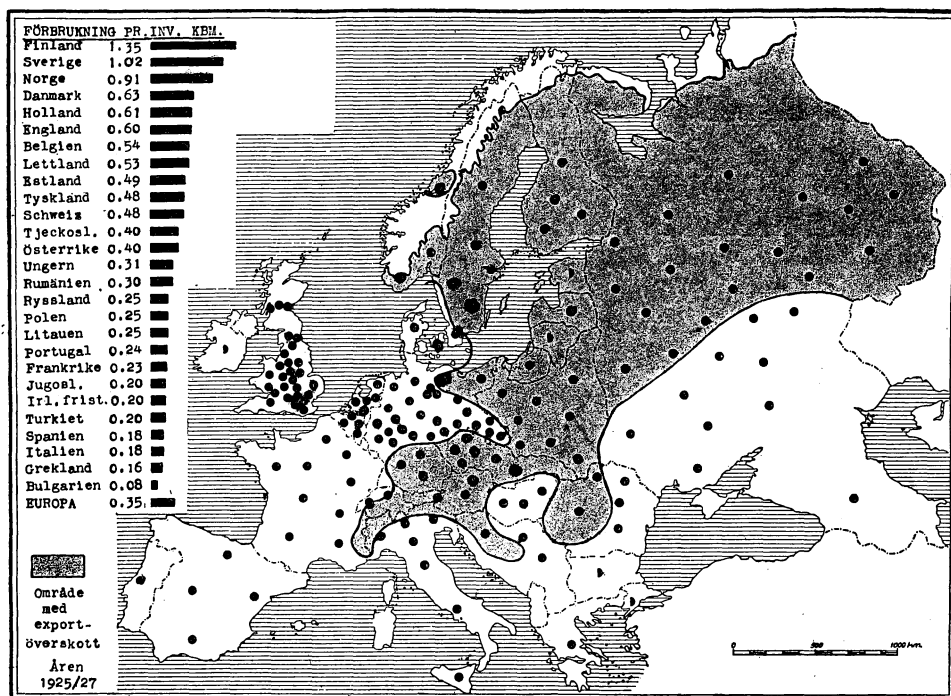 FÖRBRUKNING PR.INV. KBM.
Finland 1.35
Sverige 1.02
Norge 0.91
Danmark 0.63
Holland 0.61
England 0.60
Belgien 0.54
Lettland 0.53
Estland 0.49
Tyskland 0.48
Schweiz 0.48
Tjeckosl. 0.40
Österrike 0.40
Ungern 0.31
Rumänien 0.30
Ryssland 0.25
Polen 0.25
Litauen 0.25
Portugal 0.24
Frankrike 0.23
Jugosl. 0.20
Irl.frist. 0.20
Turkiet 0.20
Spanien 0.18
Italien 0.18
Grekland 0.16
Bulgarien 0.08
EUROPA 0.35
Område
med
export-
överskott
Åren
1925/27
0 500 1000 km.